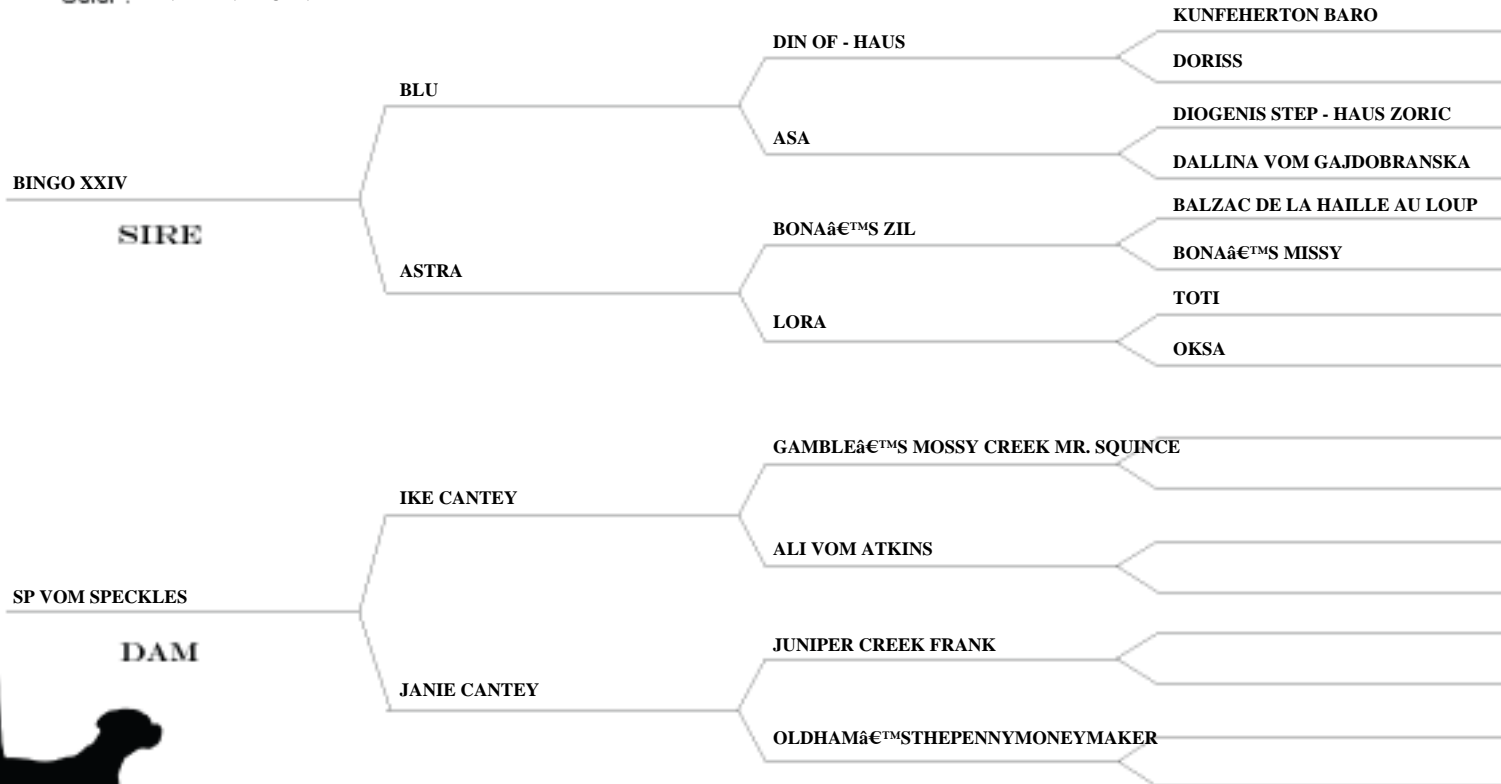 KUNFEHERTON BARO
DIN OF - HAUS
DORISS
BLU
DIOGENIS STEP - HAUS ZORIC
ASA
DALLINA VOM GAJDOBRANSKA
BINGO XXIV
SIRE
BALZAC DE LA HAILLE AU LOUP
BONAâ€™S ZIL
BONAâ€™S MISSY
ASTRA
TOTI
LORA
OKSA
GAMBLEâ€™S MOSSY CREEK MR. SQUINCE
IKE CANTEY
ALI VOM ATKINS
SP VOM SPECKLES
DAM
JUNIPER CREEK FRANK
JANIE CANTEY
OLDHAMâ€™STHEPENNYMONEYMAKER